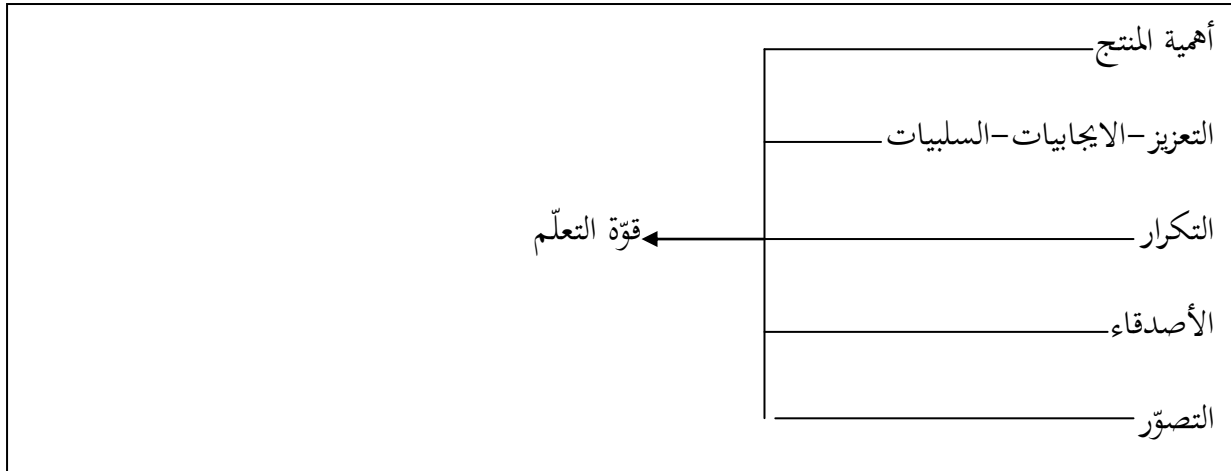 أهمية المنتج
التعزيز-الايجابيات-السلبيات
التكرار
قوّة التعلّم
الأصدقاء
التصوّر